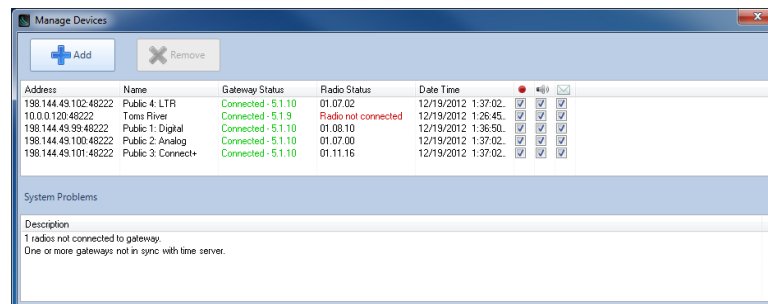 Manage Devices
Add Remove
Address Name Gateway Status Radio Status Date Time
198.144.49.102:48222 Public 4: LTR Connected - 5.1.10 01.07.02 12/19/2012 1:37:02..
10.0.0.120:48222 Toms River Connected - 5.1.9 Radio not connected 12/19/2012 1:26:45..
198.144.49.99:48222 Public 1: Digital Connected - 5.1.10 01.08.10 12/19/2012 1:36:50..
198.144.49.100:48222 Public 2: Analog Connected - 5.1.10 01.07.00 12/19/2012 1:37:02..
198.144.49.101:48222 Public 3: Connect+ Connected - 5.1.10 01.11.16 12/19/2012 1:37:02..
System Problems
Description
1 radios not connected to gateway.
One or more gateways not in sync with time server.